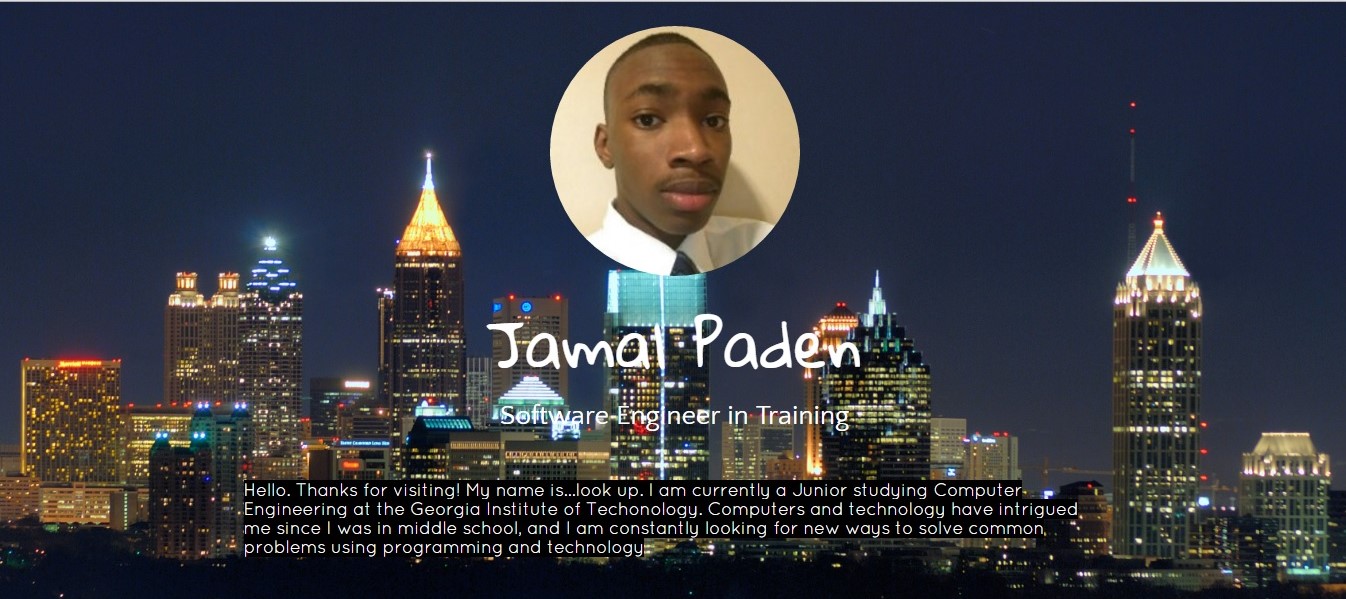 Jamal Paden
Software Engineer in Training
Hello. Thanks for visiting! My name is...look up. I am currently a Junior studying Computer
Engineering at the Georgia Institute of Techonology. Computers and technology have intrigued
me since I was in middle school, and I am constantly looking for new ways to solve common
problems using programming and technology.